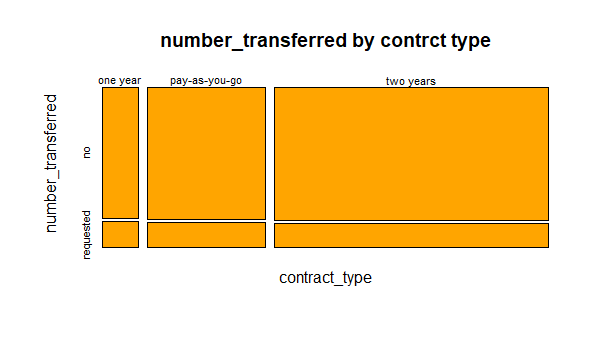 number_transferred by contrct type
one year
pay-as-you-go
two years
number_transferred
no
requested
contract_type